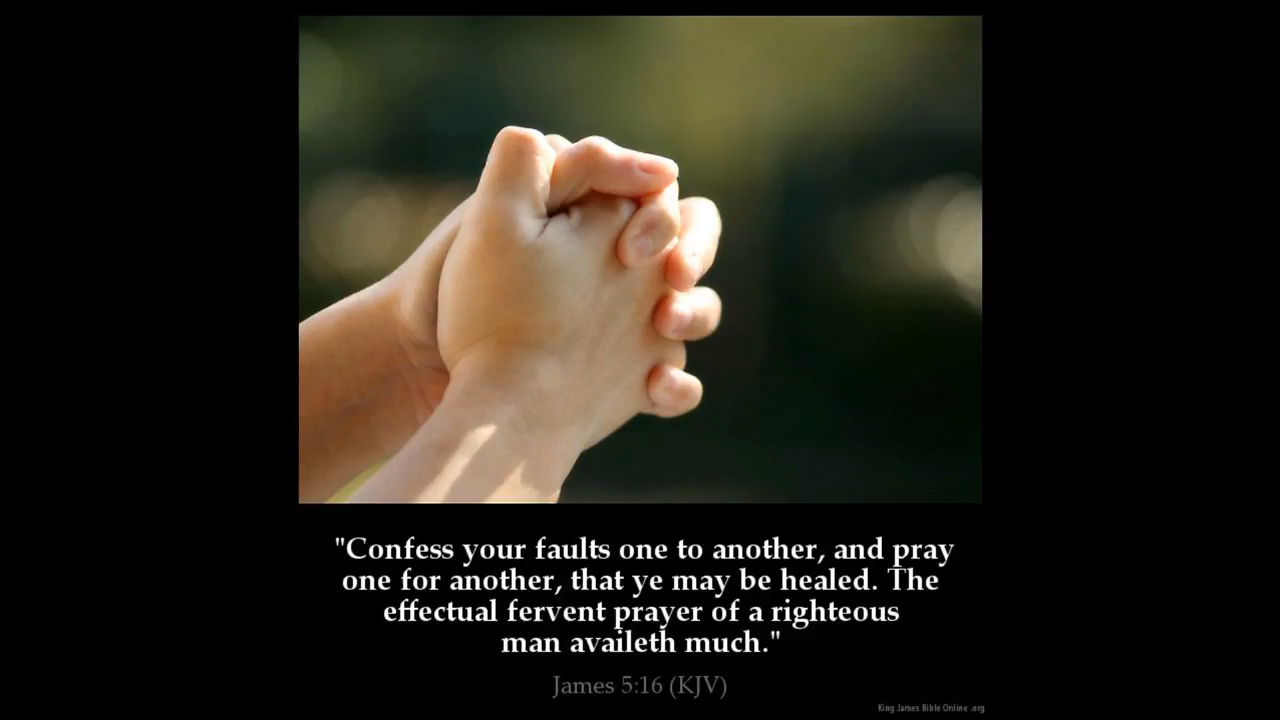 "Confess your faults one to another, and pray
one for another, that ye may be healed. The
effectual fervent prayer of a righteous
man availeth much."
James 5:16 (KJV)
King James Bible Online .org